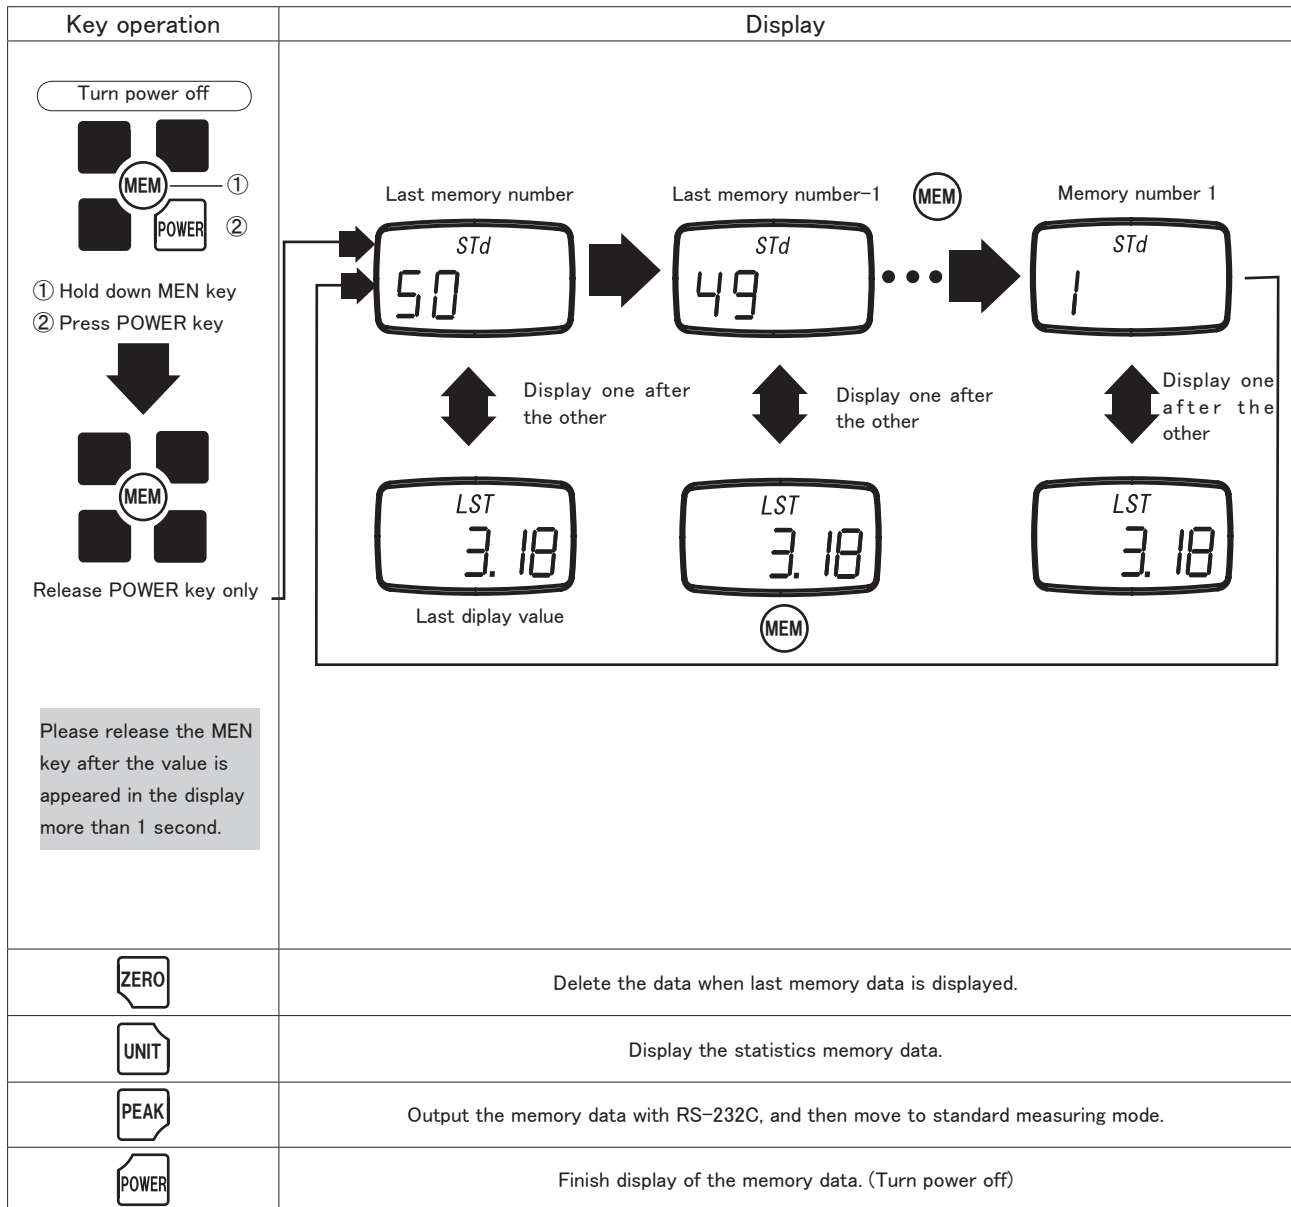 Key operation
Display
Turn power off
MEM
①
POWER
②
① Hold down MEN key
② Press POWER key
MEM
Release POWER key only
Please release the MEN
key after the value is
appeared in the display
more than 1 second.
Last memory number
Last memory number-1
MEM
Memory number 1
STd
50
STd
49
STd
1
Display one after
the other
Display one after
the other
Display one
after the
other
LST
3.18
LST
3.18
LST
3.18
Last diplay value
MEM
ZERO
Delete the data when last memory data is displayed.
UNIT
Display the statistics memory data.
PEAK
Output the memory data with RS-232C, and then move to standard measuring mode.
POWER
Finish display of the memory data. (Turn power off)